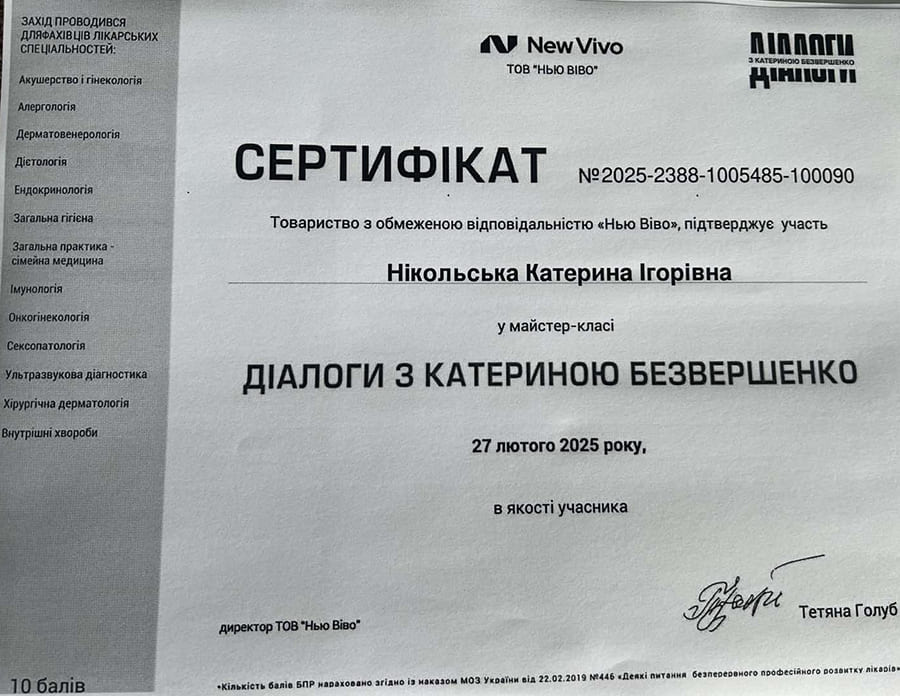 ЗАХІД ПРОВОДИВСЯ
ДЛЯФАХІВЦІВ ЛІКАРСЬКИХ
СПЕЦІАЛЬНОСТЕЙ:
Акушерство і гінекологія
Алергологія
Дерматовенерологія
Дієтологія
Ендокринологія
Загальна гігієна
Загальна практика -
сімейна медицина
Імунологія
Онкогінекологія
Сексопатологія
Ультразвукова діагностика
Хірургічна дерматологія
Внутрішні хвороби
10 балів
New Vivo
ТОВ "НЬЮ ВІВО"
ДІАЛОГИ
З КАТЕРИНОЮ БЕЗВЕРШЕНКО
ДІАЛОГИ
СЕРТИФІКАТ №2025-2388-1005485-100090
Товариство з обмеженою відповідальністю «Нью Віво», підтверджує участь
Нікольська Катерина Ігорівна
у майстер-класі
ДІАЛОГИ З КАТЕРИНОЮ БЕЗВЕРШЕНКО
27 лютого 2025 року,
в якості учасника
директор ТОВ "Нью Віво" Тетяна Голуб
*Кількість балів БПР нараховано згідно із наказом МОЗ України від 22.02.2019 №446 «Деякі питання безперервного професійного розвитку лікарів»